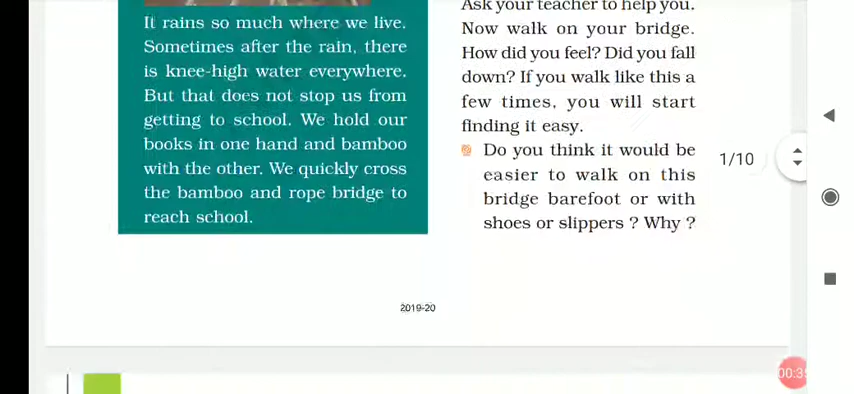 It rains so much where we live.
Sometimes after the rain, there
is knee-high water everywhere.
But that does not stop us from
getting to school. We hold our
books in one hand and bamboo
with the other. We quickly cross
the bamboo and rope bridge to
reach school.
Ask your teacher to help you.
Now walk on your bridge.
How did you feel? Did you fall
down? If you walk like this a
few times, you will start
finding it easy.
Do you think it would be
easier to walk on this
bridge barefoot or with
shoes or slippers ? Why ?
1/10
2019-20